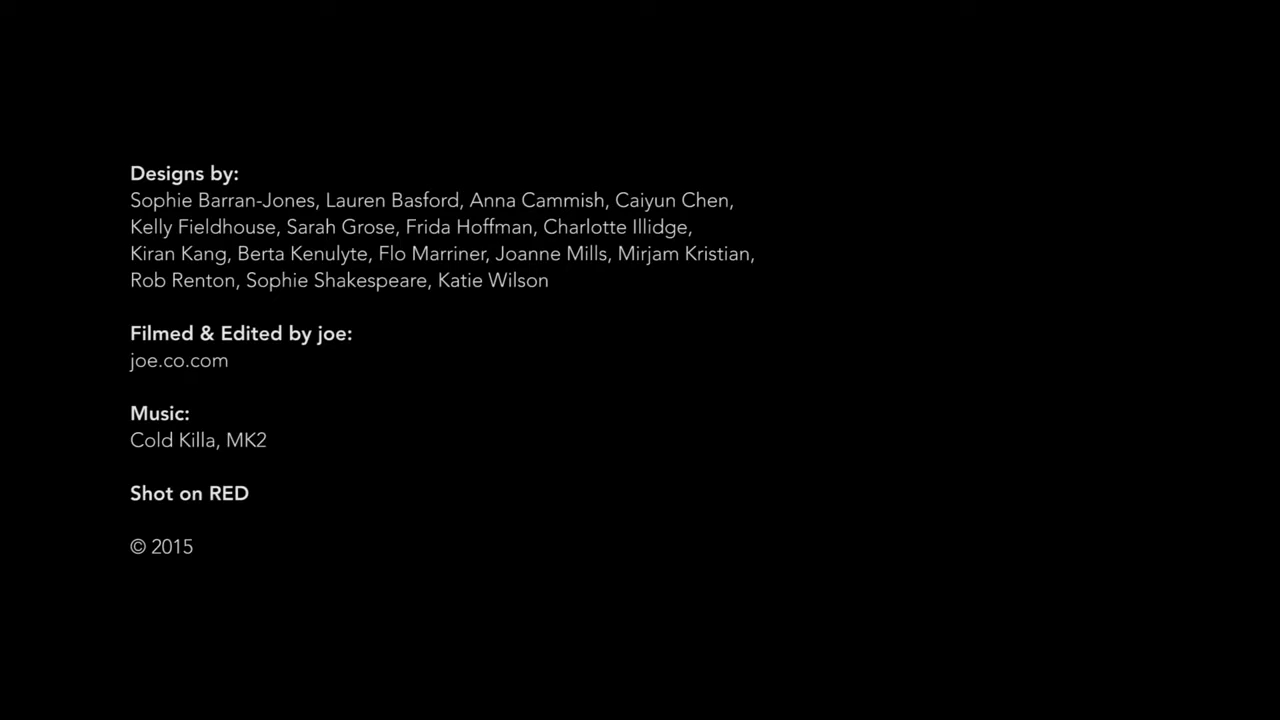 Designs by:
Sophie Barran-Jones, Lauren Basford, Anna Cammish, Caiyun Chen,
Kelly Fieldhouse, Sarah Grose, Frida Hoffman, Charlotte Illidge,
Kiran Kang, Berta Kenulyte, Flo Marriner, Joanne Mills, Mirjam Kristian,
Rob Renton, Sophie Shakespeare, Katie Wilson
Filmed & Edited by joe:
joe.co.com
Music:
Cold Killa, MK2
Shot on RED
© 2015